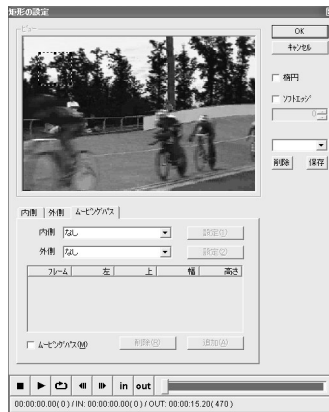 矩形の設定
ビュー
OK
キャンセル
楕円
ソフトエッジ
0
削除
保存
内側
外側
ムービングパス
内側 なし 設定(I)
外側 なし 設定(O)
フレーム 左 上 幅 高さ
ムービングパス(M) 削除(R) 追加(A)
in out
00:00:00.00( 0 ) / IN: 00:00:00.00( 0 ) / OUT: 00:00:15.20( 470 )